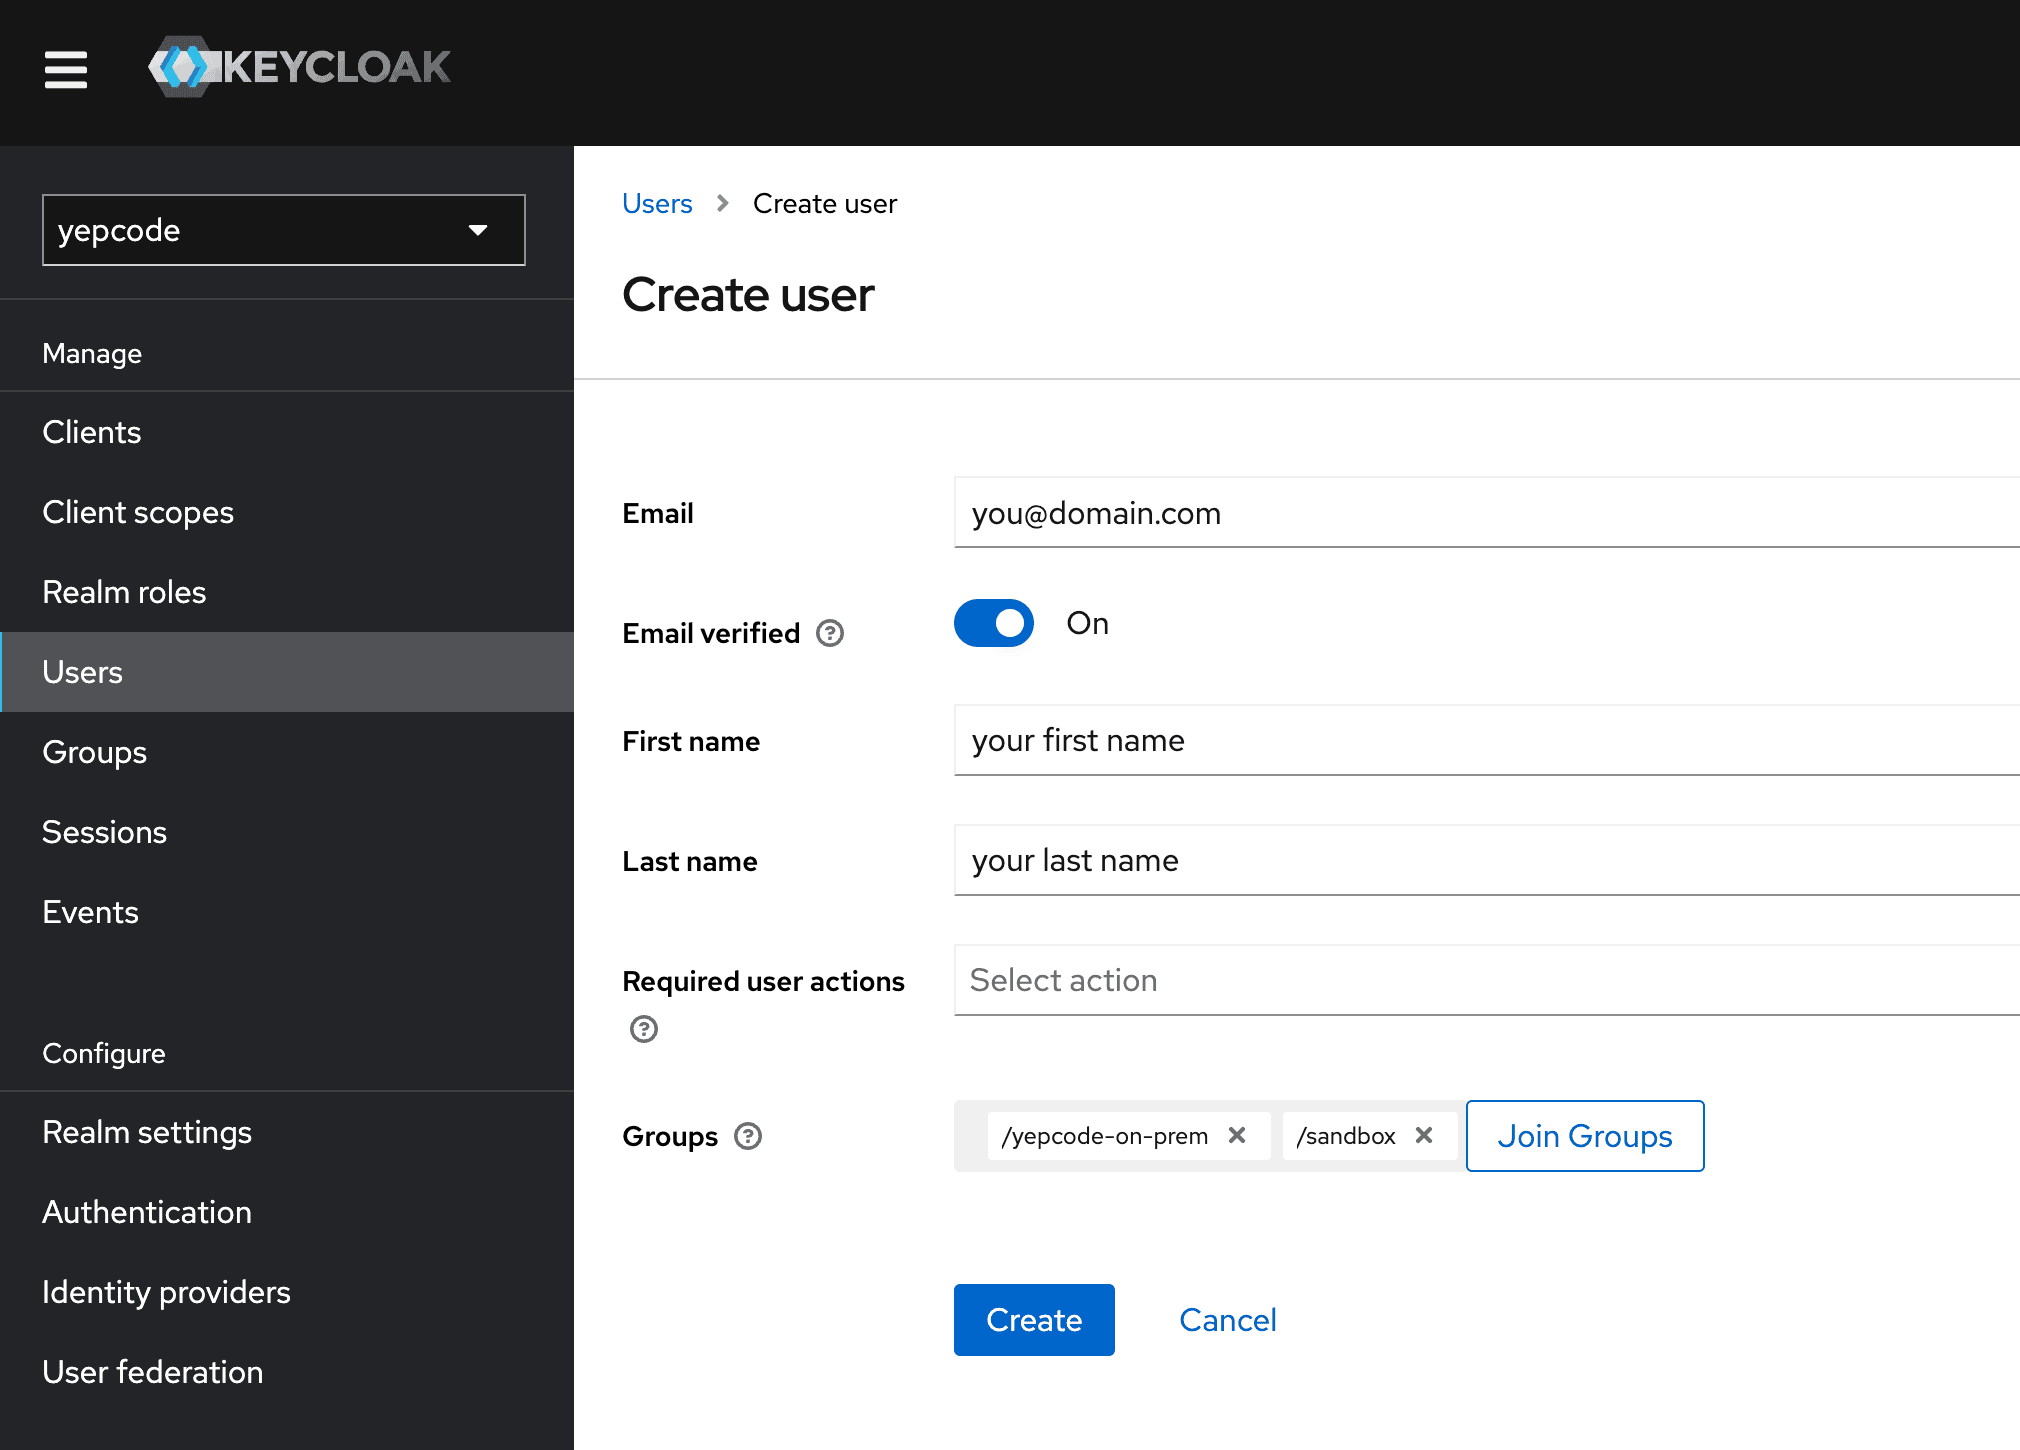 KEYCLOAK
yepcode
Manage
Clients
Client scopes
Realm roles
Users
Groups
Sessions
Events
Configure
Realm settings
Authentication
Identity providers
User federation
Users > Create user
Create user
Email you@domain.com
Email verified ? On
First name your first name
Last name your last name
Required user actions ? Select action
Groups ? /yepcode-on-prem × /sandbox × Join Groups
Create Cancel